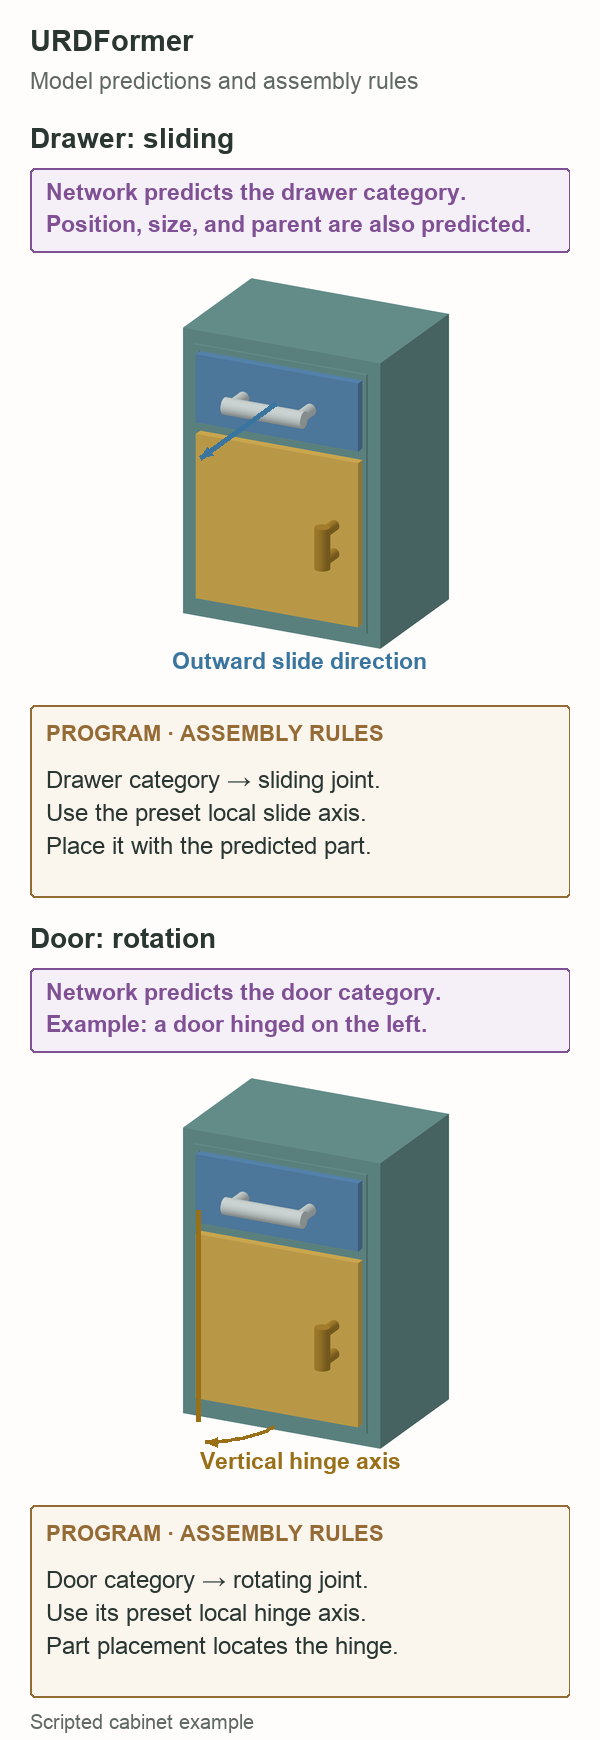 URDFormer
Model predictions and assembly rules
Drawer: sliding
Network predicts the drawer category.
Position, size, and parent are also predicted.
Outward slide direction
PROGRAM · ASSEMBLY RULES
Drawer category → sliding joint.
Use the preset local slide axis.
Place it with the predicted part.
Door: rotation
Network predicts the door category.
Example: a door hinged on the left.
Vertical hinge axis
PROGRAM · ASSEMBLY RULES
Door category → rotating joint.
Use its preset local hinge axis.
Part placement locates the hinge.
Scripted cabinet example